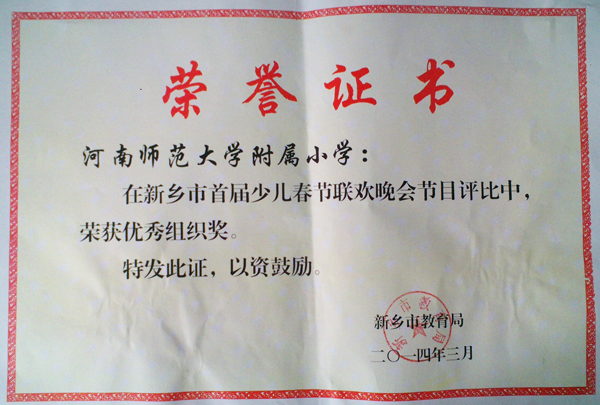 荣誉证书
河南师范大学附属小学：
在新乡市首届少儿春节联欢晚会节目评比中，
荣获优秀组织奖。
特发此证，以资鼓励。
新乡市教育局
二〇一四年三月